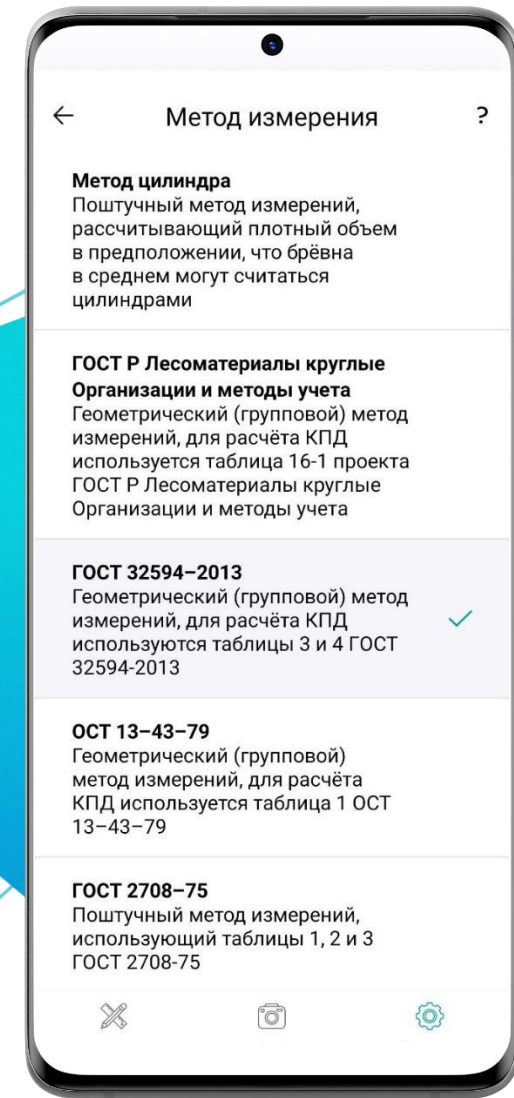 ← Метод измерения ?
Метод цилиндра
Поштучный метод измерений,
рассчитывающий плотный объем
в предположении, что брёвна
в среднем могут считаться
цилиндрами
ГОСТ Р Лесоматериалы круглые
Организации и методы учета
Геометрический (групповой) метод
измерений, для расчёта КПД
используется таблица 16-1 проекта
ГОСТ Р Лесоматериалы круглые
Организации и методы учета
ГОСТ 32594–2013
Геометрический (групповой) метод
измерений, для расчёта КПД
используются таблицы 3 и 4 ГОСТ
32594-2013
ОСТ 13–43–79
Геометрический (групповой)
метод измерений, для расчёта
КПД используется таблица 1 ОСТ
13–43–79
ГОСТ 2708–75
Поштучный метод измерений,
использующий таблицы 1, 2 и 3
ГОСТ 2708-75